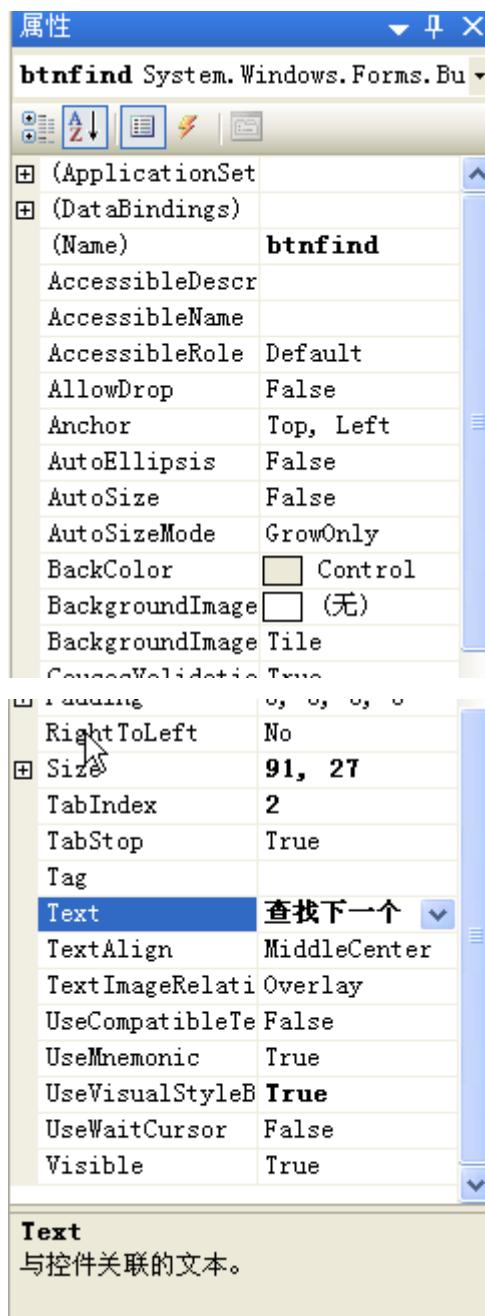 属性
btnfind System.Windows.Forms.Bu
(ApplicationSet
(DataBindings)
(Name) btnfind
AccessibleDescr
AccessibleName
AccessibleRole Default
AllowDrop False
Anchor Top, Left
AutoEllipsis False
AutoSize False
AutoSizeMode GrowOnly
BackColor Control
BackgroundImage (无)
BackgroundImage Tile
RightToLeft No
Size 91, 27
TabIndex 2
TabStop True
Tag
Text 查找下一个
TextAlign MiddleCenter
TextImageRelati Overlay
UseCompatibleTe False
UseMnemonic True
UseVisualStyleB True
UseWaitCursor False
Visible True
Text
与控件关联的文本。